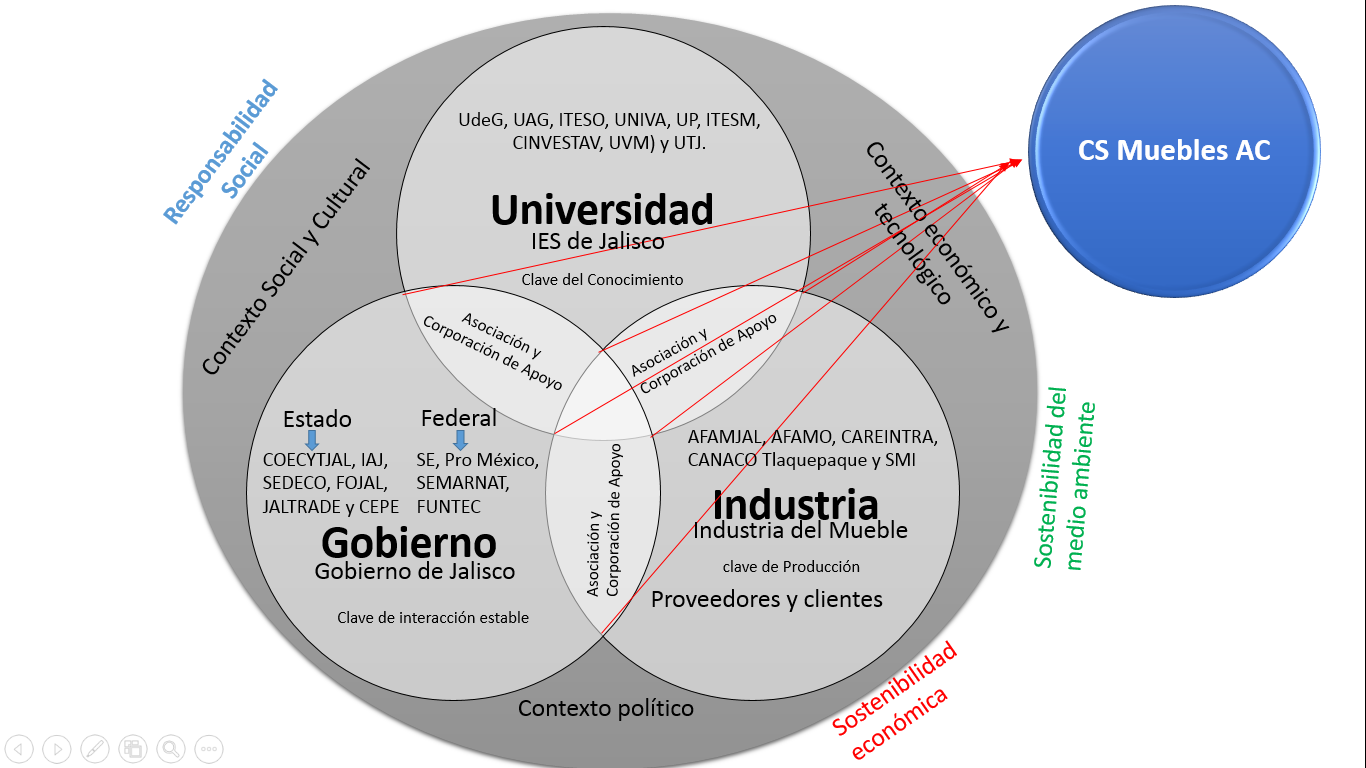 Responsabilidad
Social
Contexto Social y Cultural
UdeG, UAG, ITESO, UNIVA, UP, ITESM,
CINVESTAV, UVM) y UTJ.
Universidad
IES de Jalisco
Clave del Conocimiento
Contexto económico y
tecnológico
CS Muebles AC
Asociación y
Corporación de Apoyo
Asociación y
Corporación de Apoyo
Estado
COECYTJAL, IAJ,
SEDECO, FOJAL,
JALTRADE y CEPE
Federal
SE, Pro México,
SEMARNAT,
FUNTEC
Gobierno
Gobierno de Jalisco
Clave de interacción estable
Asociación y
Corporación de Apoyo
AFAMJAL, AFAMO, CAREINTRA,
CANACO Tlaquepaque y SMI
Industria
Industria del Mueble
clave de Producción
Proveedores y clientes
Sostenibilidad del
medio ambiente
Contexto político
Sostenibilidad
económica